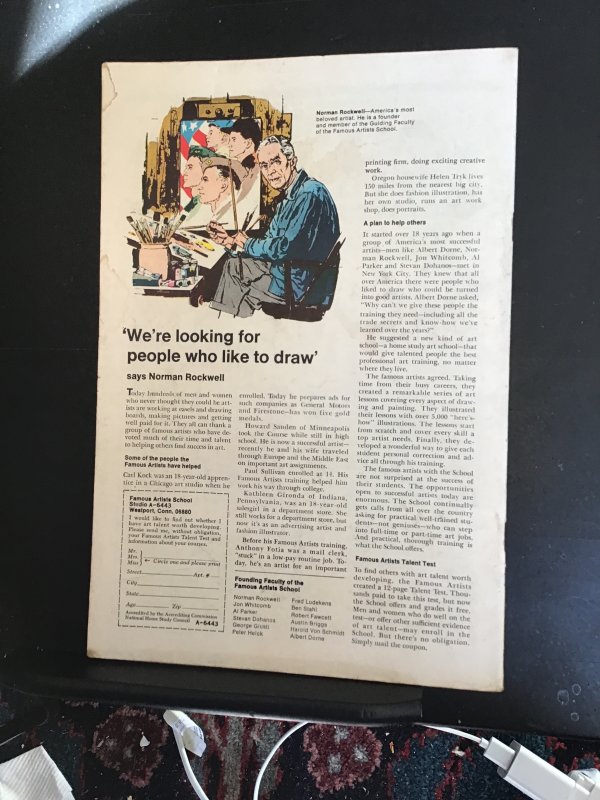 Norman Rockwell—America's most
beloved artist. He is a founder
and member of the Guiding Faculty
of the Famous Artists School.
'We're looking for
people who like to draw'
says Norman Rockwell
Today hundreds of men and women
who never thought they could be art-
ists are working at easels and drawing
boards, making pictures and getting
well paid for it. They all can thank a
group of famous artists who have de-
voted much of their time and talent
to helping others find success in art.
Some of the people the
Famous Artists have helped
Carl Kock was an 18-year-old appren-
tice in a Chicago art studio when he
Famous Artists School
Studio A-6443
Westport, Conn. 06880
I would like to find out whether I
have art talent worth developing.
Please send me, without obligation,
your Famous Artists Talent Test and
information about your courses.
Mr.
Mrs.
Miss
Circle one and please print
Street
Apt. #
City
State
Age
Zip
Accredited by the Accrediting Commission
National Home Study Council
A-6443
enrolled. Today he prepares ads for
such companies as General Motors
and Firestone—has won five gold
medals.
Howard Sanden of Minneapolis
took the Course while still in high
school. He is now a successful artist—
recently he and his wife traveled
through Europe and the Middle East
on important art assignments.
Paul Sullivan enrolled at 14. His
Famous Artists training helped him
work his way through college.
Kathleen Gironda of Indiana,
Pennsylvania, was an 18-year-old
salesgirl in a department store. She
still works for a department store, but
now it's as an advertising artist and
fashion illustrator.
Before his Famous Artists training,
Anthony Fotia was a mail clerk,
"stuck" in a low-pay routine job. To-
day, he's an artist for an important
Founding Faculty of the
Famous Artists School
Norman Rockwell
Jon Whitcomb
Al Parker
Stevan Dohanos
George Giusti
Peter Helck
Fred Ludekens
Ben Stahl
Robert Fawcett
Austin Briggs
Harold Von Schmidt
Albert Dorne
printing firm, doing exciting creative
work.
Oregon housewife Helen Tryk lives
150 miles from the nearest big city.
But she does fashion illustration, has
her own studio, runs an art work
shop, does portraits.
A plan to help others
It started over 18 years ago when a
group of America's most successful
artists—men like Albert Dorne, Nor-
man Rockwell, Jon Whitcomb, Al
Parker and Stevan Dohanos—met in
New York City. They knew that all
over America there were people who
liked to draw who could be turned
into good artists. Albert Dorne asked,
"Why can't we give these people the
training they need—including all the
trade secrets and know-how we've
learned over the years?"
He suggested a new kind of art
school—a home study art school—that
would give talented people the best
professional art training, no matter
where they live.
The famous artists agreed. Taking
time from their busy careers, they
created a remarkable series of art
lessons covering every aspect of draw-
ing and painting. They illustrated
their lessons with over 5,000 "here's-
how" illustrations. The lessons start
from scratch and cover every skill a
top artist needs. Finally, they de-
veloped a wonderful way to give each
student personal correction and ad-
vice all through his training.
The famous artists with the School
are not surprised at the success of
their students. The opportunities
open to successful artists today are
enormous. The School continually
gets calls from all over the country
asking for practical well-trained stu-
dents—not geniuses—who can step
into full-time or part-time art jobs.
And practical, thorough training is
what the School offers.
Famous Artists Talent Test
To find others with art talent worth
developing, the Famous Artists
created a 12-page Talent Test. Thou-
sands paid to take this test, but now
the School offers and grades it free.
Men and women who do well on the
test—or offer other sufficient evidence
of art talent—may enroll in the
School. But there's no obligation.
Simply mail the coupon.